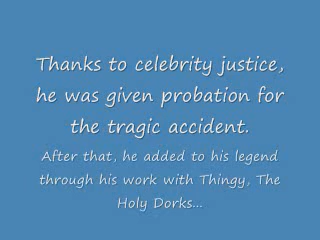 Thanks to celebrity justice,
he was given probation for
the tragic accident.
After that, he added to his legend
through his work with Thingy, The
Holy Dorks...